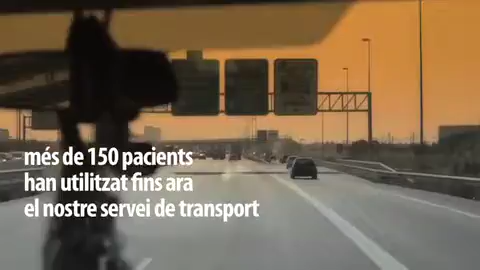 més de 150 pacients
han utilitzat fins ara
el nostre servei de transport